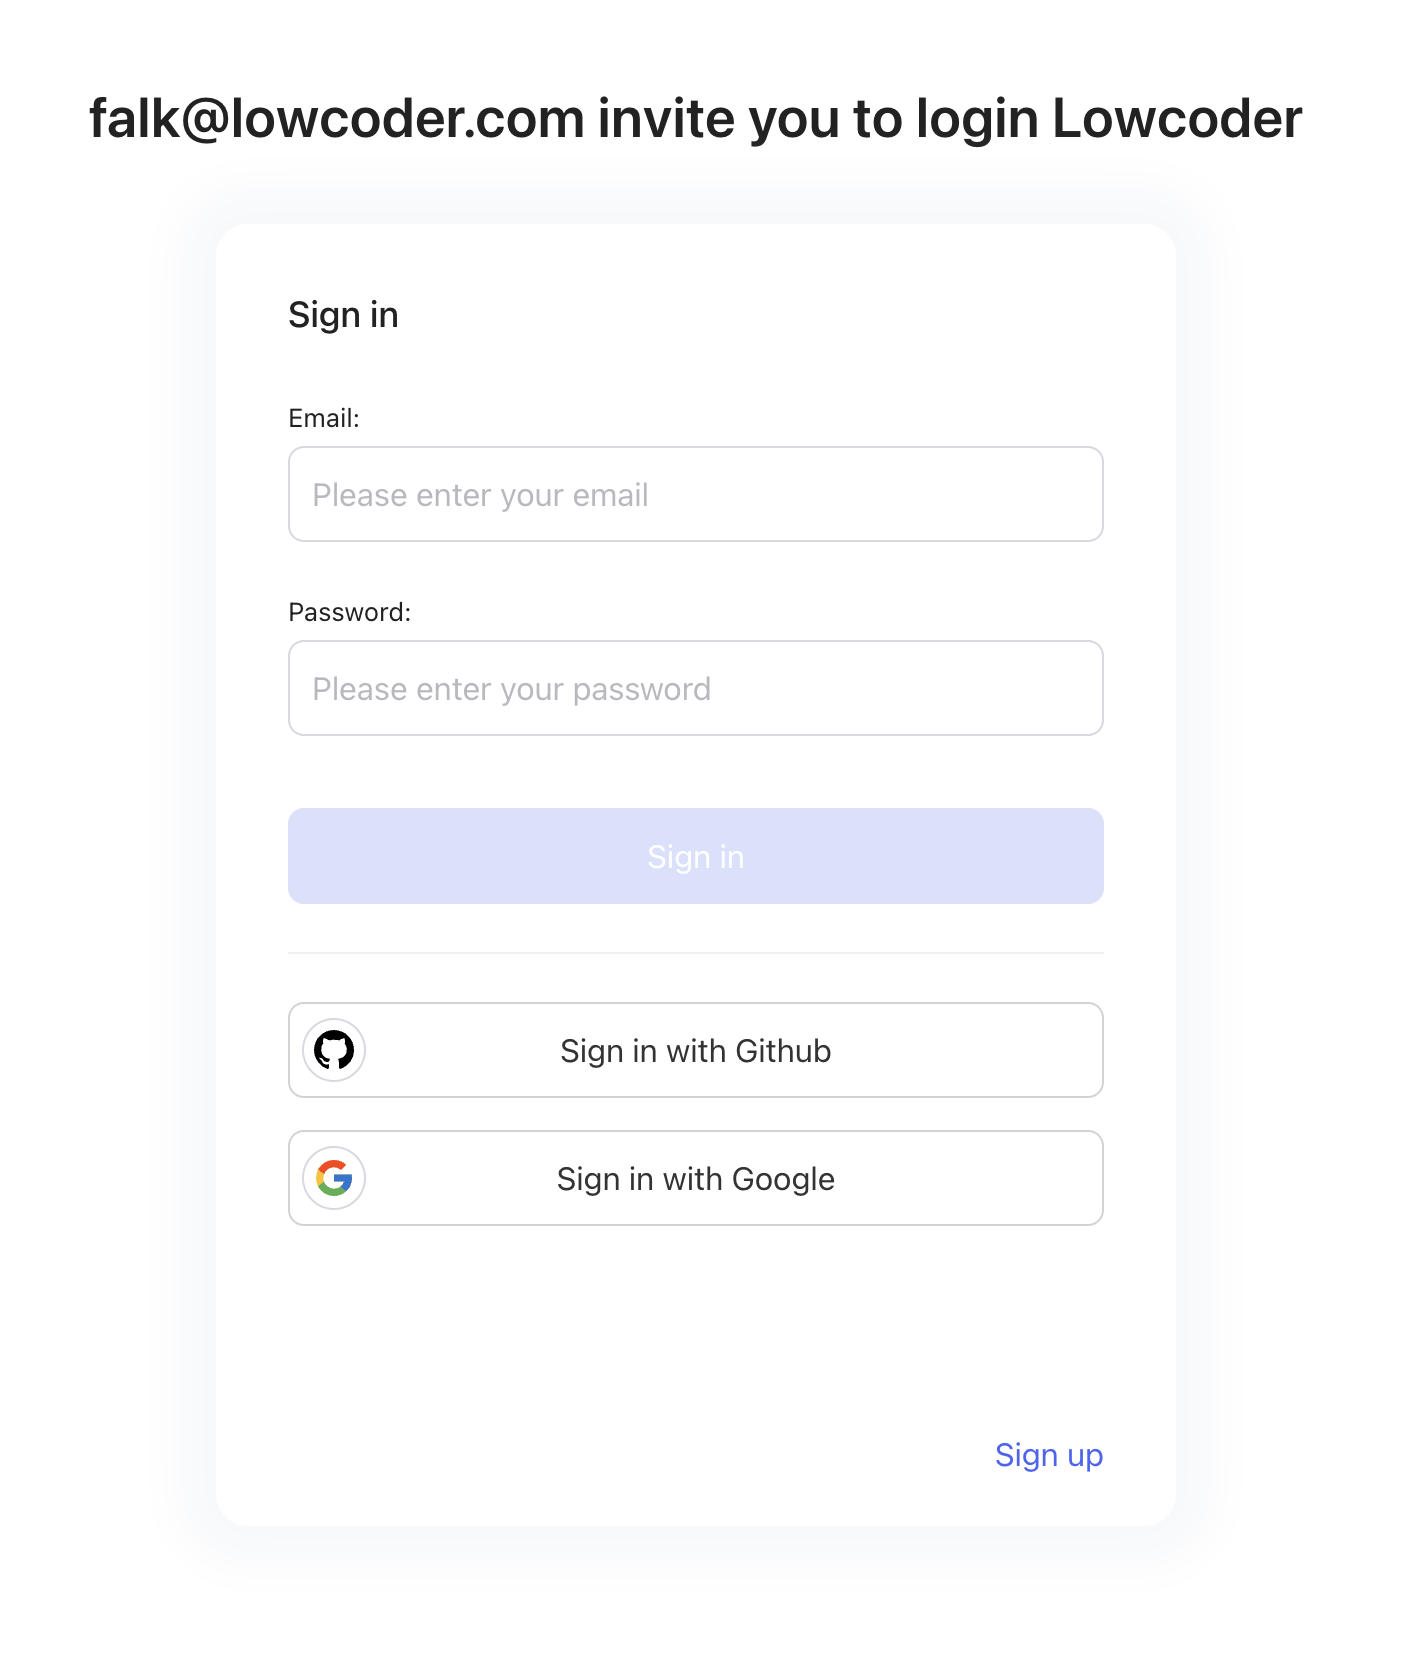 falk@lowcoder.com invite you to login Lowcoder
Sign in
Email:
Please enter your email
Password:
Please enter your password
Sign in
Sign in with Github
Sign in with Google
Sign up